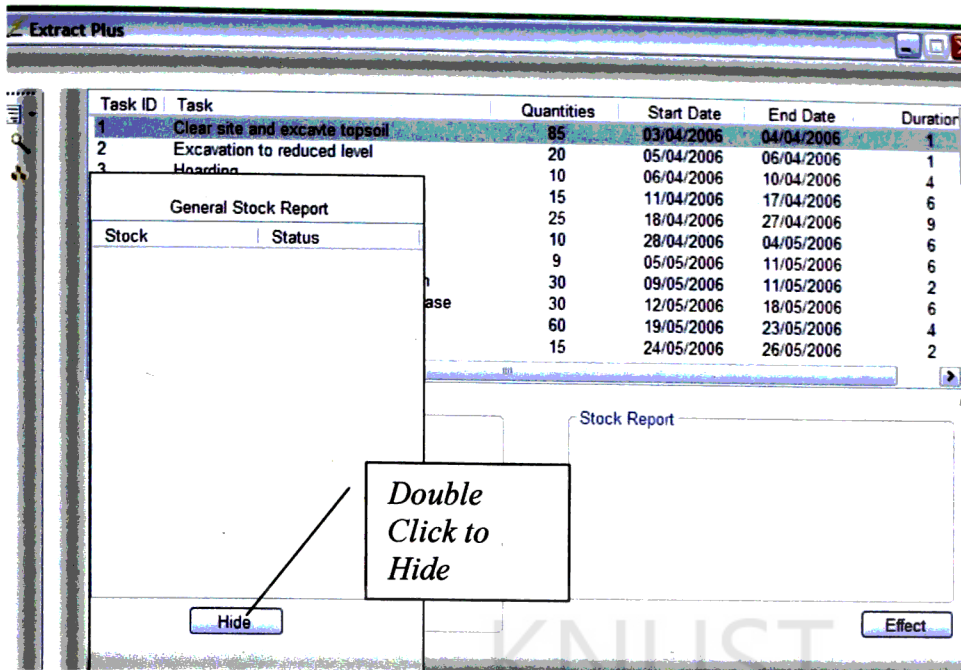 Extract Plus
Task ID Task Quantities Start Date End Date Duration
1 Clear site and excavte topsoil 85 03/04/2006 04/04/2006 1
2 Excavation to reduced level 20 05/04/2006 06/04/2006 1
3 Hoarding 10 06/04/2006 10/04/2006 4
15 11/04/2006 17/04/2006 6
25 18/04/2006 27/04/2006 9
10 28/04/2006 04/05/2006 6
9 05/05/2006 11/05/2006 6
30 09/05/2006 11/05/2006 2
ase 30 12/05/2006 18/05/2006 6
60 19/05/2006 23/05/2006 4
15 24/05/2006 26/05/2006 2
General Stock Report
Stock Status
Stock Report
Double
Click to
Hide
Hide
Effect
KNUST